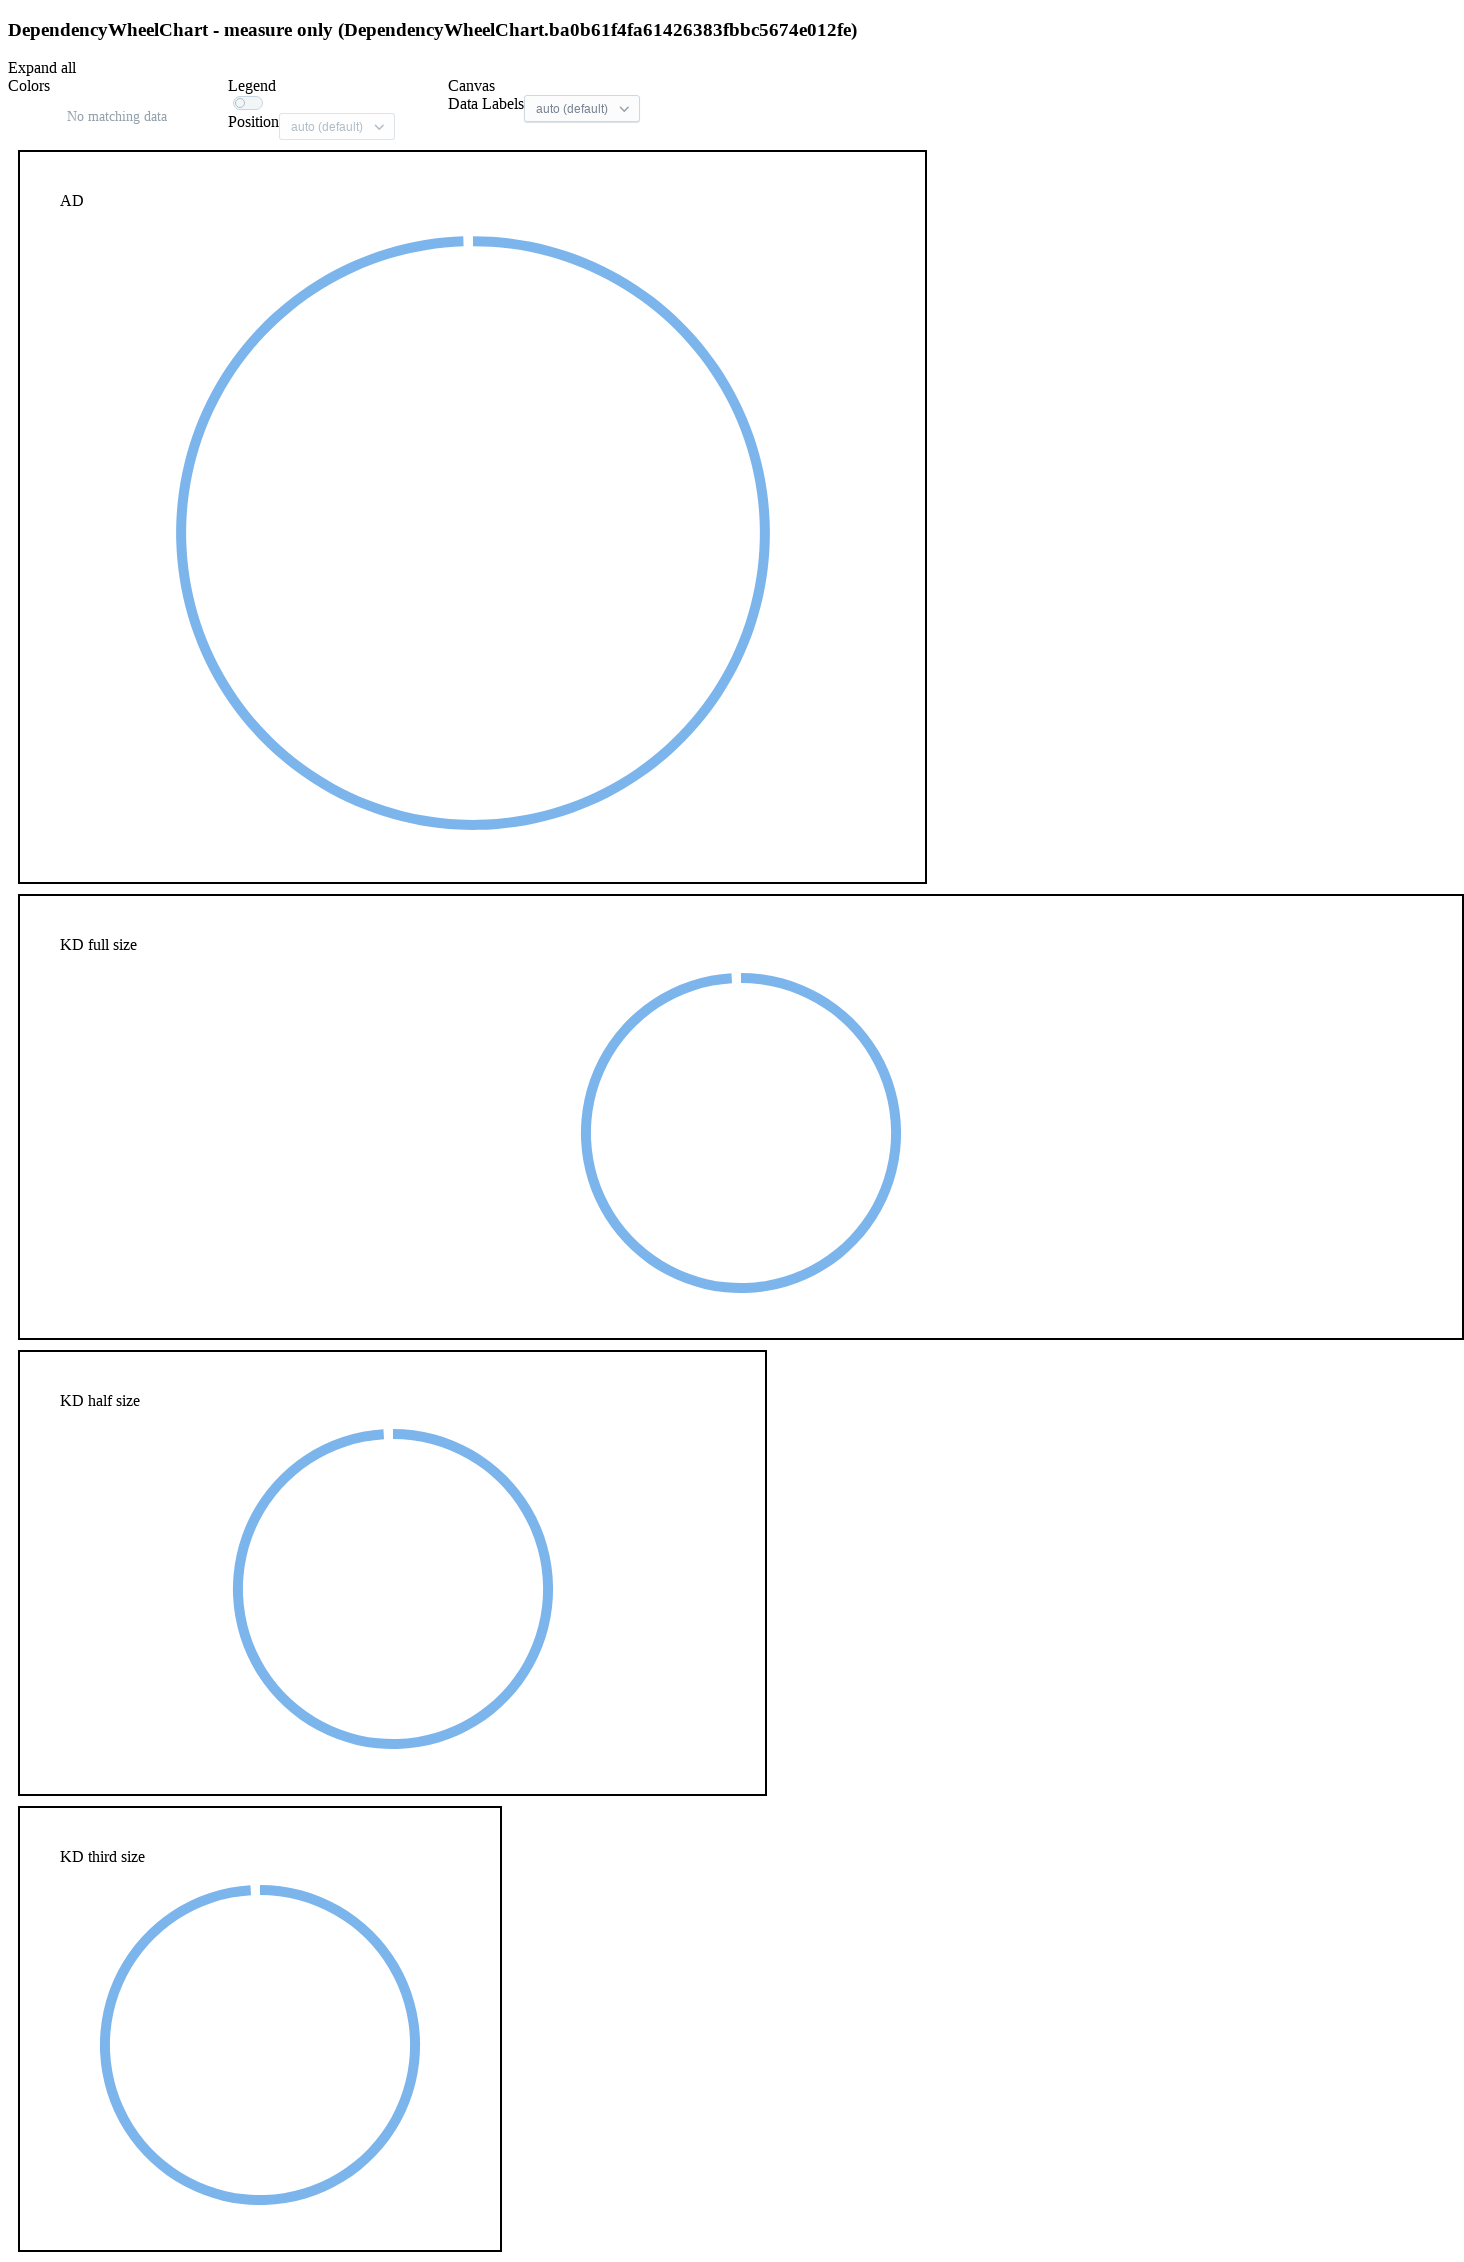 DependencyWheelChart - measure only (DependencyWheelChart.ba0b61f4fa61426383fbbc5674e012fe)
Expand all
Colors
No matching data
Legend
Position auto (default)
Canvas
Data Labels auto (default)
AD
KD full size
KD half size
KD third size